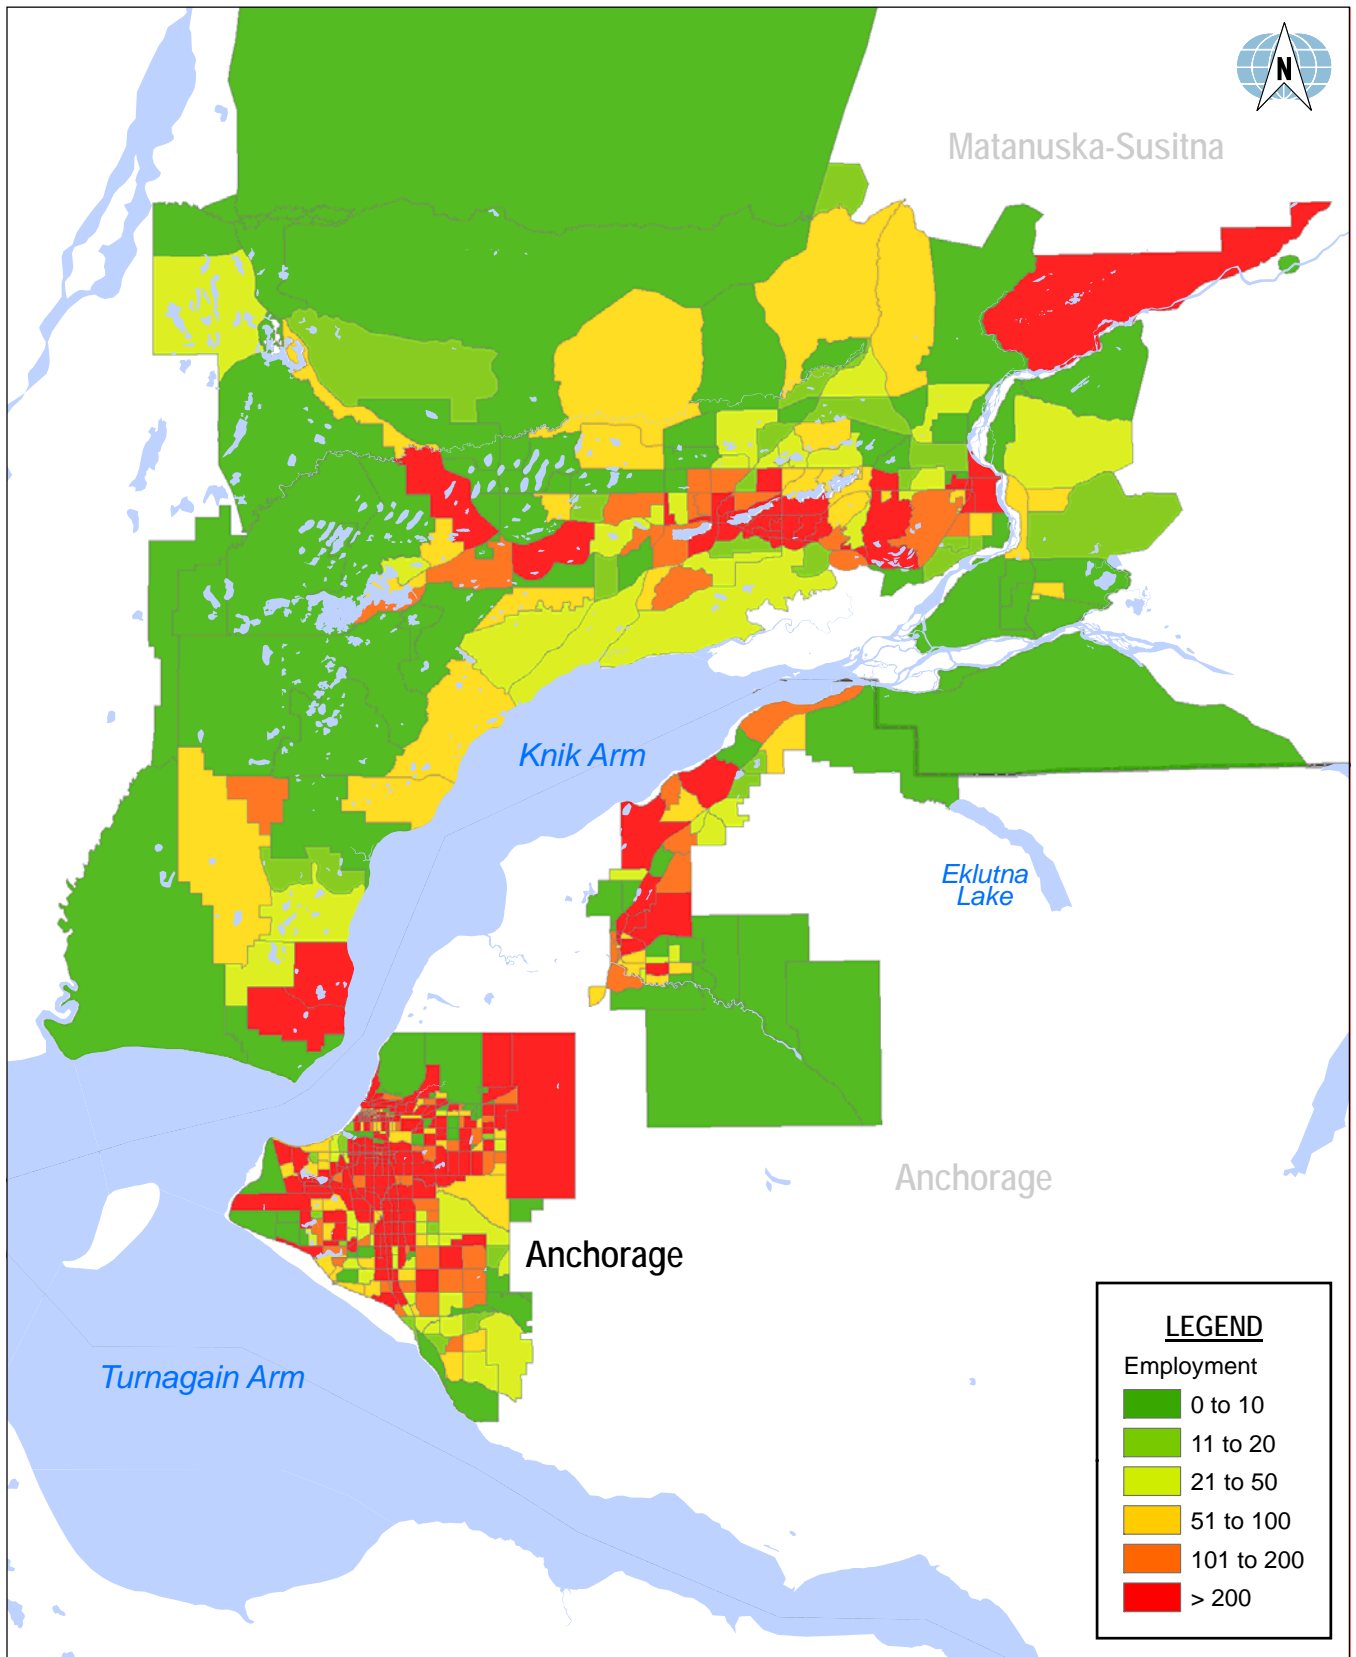 N
Matanuska-Susitna
Knik Arm
Eklutna
Lake
Anchorage
Anchorage
Turnagain Arm
LEGEND
Employment
0 to 10
11 to 20
21 to 50
51 to 100
101 to 200
> 200